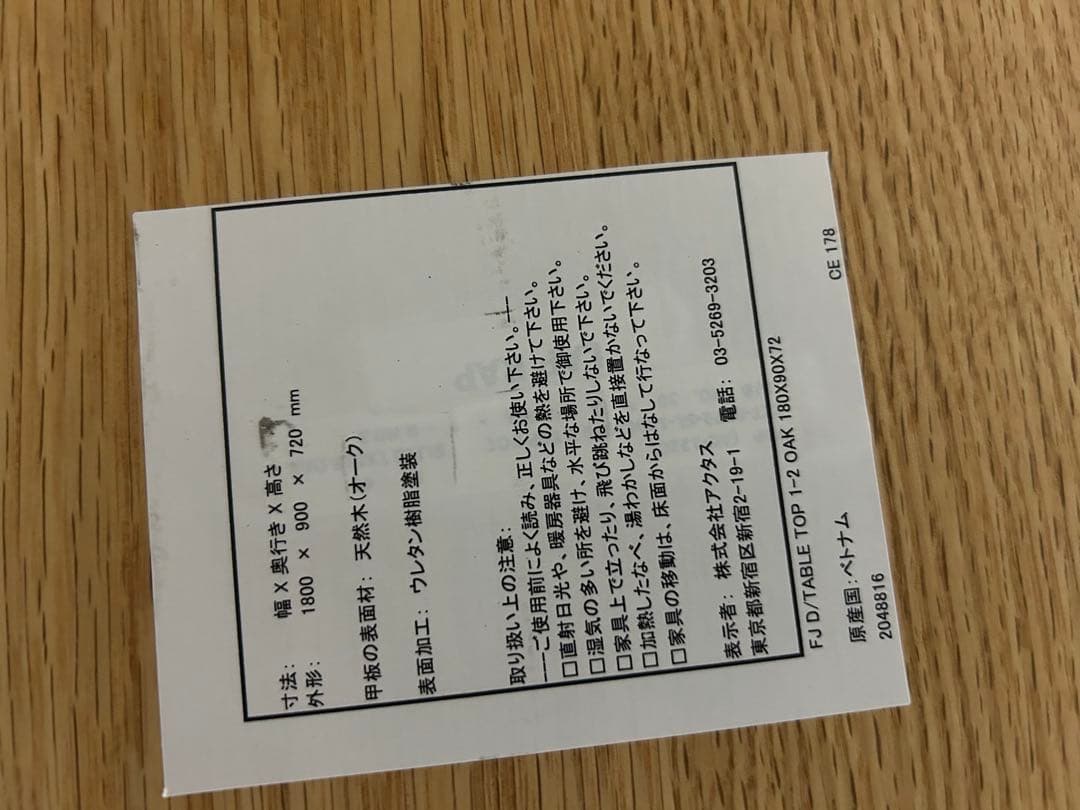 寸法： 幅 X 奥行き X 高さ
外形： 1800 × 900 × 720 mm
甲板の表面材： 天然木(オーク)
表面加工： ウレタン樹脂塗装
取り扱い上の注意：
――ご使用前によく読み、正しくお使い下さい。――
□直射日光や、暖房器具などの熱を避けて下さい。
□湿気の多い所を避け、水平な場所で御使用下さい。
□家具上で立ったり、飛び跳ねたりしないで下さい。
□加熱したなべ、湯わかしなどを直接置かないでください。
□家具の移動は、床面からはなして行なって下さい。
表示者： 株式会社アクタス 電話： 03-5269-3203
東京都新宿区新宿2-19-1
FJ D/TABLE TOP 1-2 OAK 180X90X72
原産国：ベトナム CE 178
2048816